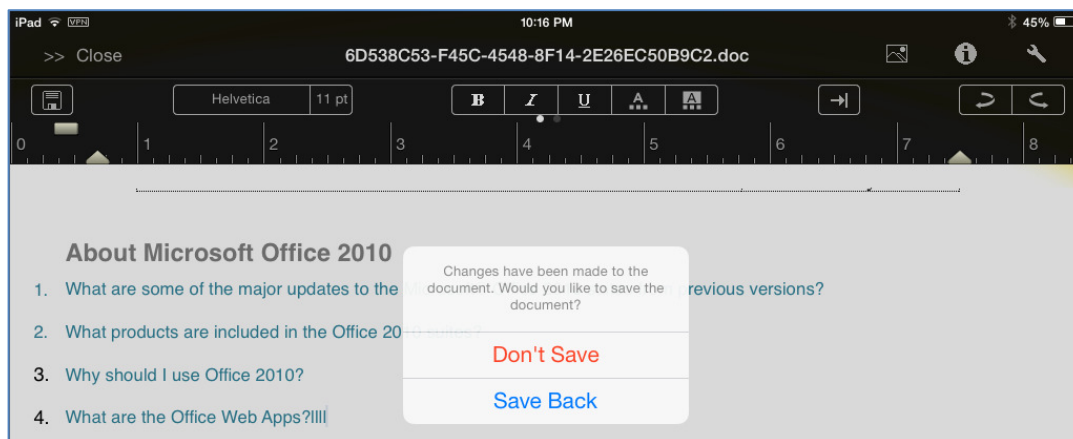 iPad VPN 10:16 PM 45%
>> Close 6D538C53-F45C-4548-8F14-2E26EC50B9C2.doc
Helvetica 11 pt B I U A A
0 1 2 3 4 5 6 7 8
About Microsoft Office 2010
Changes have been made to the
document. Would you like to save the
document?
1. What are some of the major updates to the previous versions?
2. What products are included in the Office 2010 suites?
Don't Save
3. Why should I use Office 2010?
Save Back
4. What are the Office Web Apps?llll